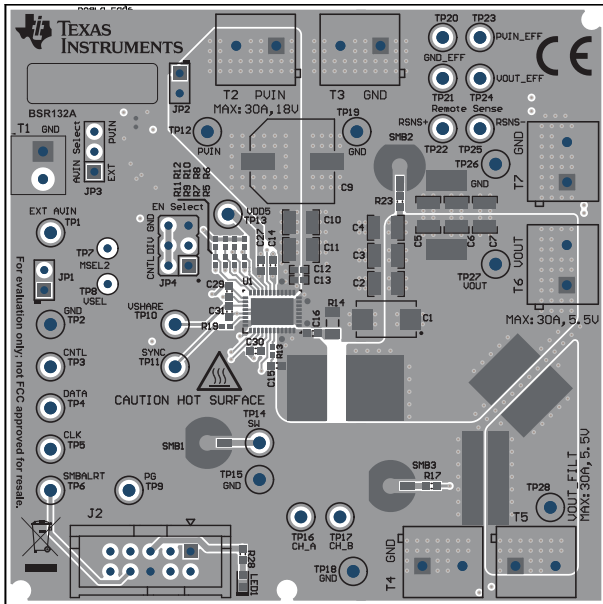 TEXAS
INSTRUMENTS
BSR132A
T1 GND
AVIN Select
PVIN
EXT
JP3
JP2
T2 PVIN
MAX:30A,18V
T3 GND
TP20 TP23
PVIN_EFF
GND_EFF
VOUT_EFF
TP21 TP24
Remote Sense
RSNS+ RSNS-
TP22 TP25
CE
TP12
PVIN
TP19
GND
SMB2
TP26
GND
GND
T7
C9
R23
EXT AVIN
TP1
R11 R12
R9 R10
R7 R8
R5 R6
EN Select
GND
DIV
CNTL
JP4
VDD5
TP13
C27
C14
C10
C11
C12
C13
C4
C3
C2
C5
C6
C7
TP27
VOUT
VOUT
T6
MAX:30A,5.5V
TP7
MSEL2
TP8
VSEL
JP1
GND
TP2
VSHARE
TP10
C29
C31
R19
U1
R14
C16
C1
SYNC
TP11
C30
R13
C15
CNTL
TP3
DATA
TP4
CLK
TP5
SMBALRT
TP6
PG
TP9
CAUTION HOT SURFACE
TP14
SW
SMB1
TP15
GND
SMB3
R17
TP16
CH_A
TP17
CH_B
TP18
GND
TP28
VOUT_FILT
MAX:30A,5.5V
GND
T4
T5
J2
R28
LED1
For evaluation only; not FCC approved for resale.